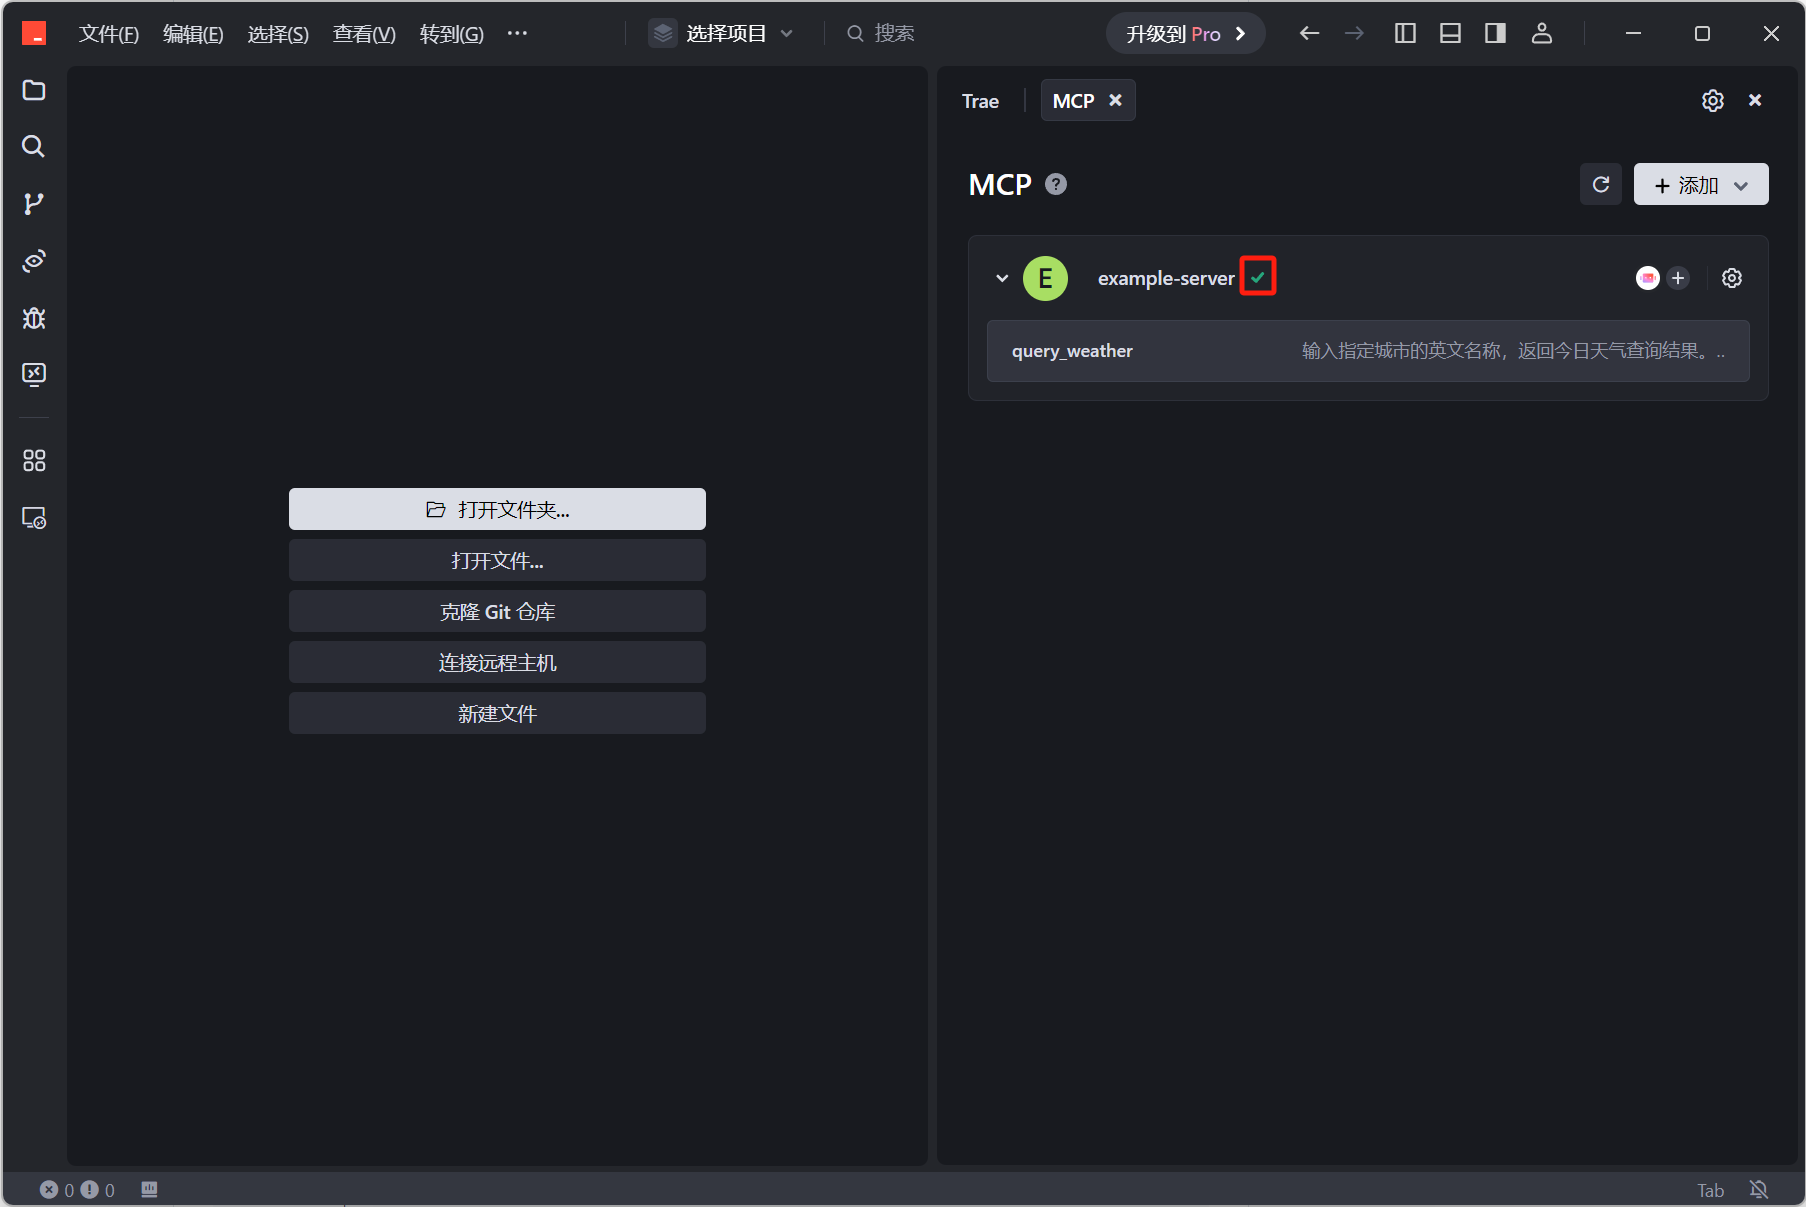 文件(F) 编辑(E) 选择(S) 查看(V) 转到(G) ··· 选择项目 搜索 升级到 Pro
Trae MCP
MCP ?
+ 添加
E example-server
query_weather 输入指定城市的英文名称，返回今日天气查询结果。..
打开文件夹...
打开文件...
克隆 Git 仓库
连接远程主机
新建文件
0 0 Tab